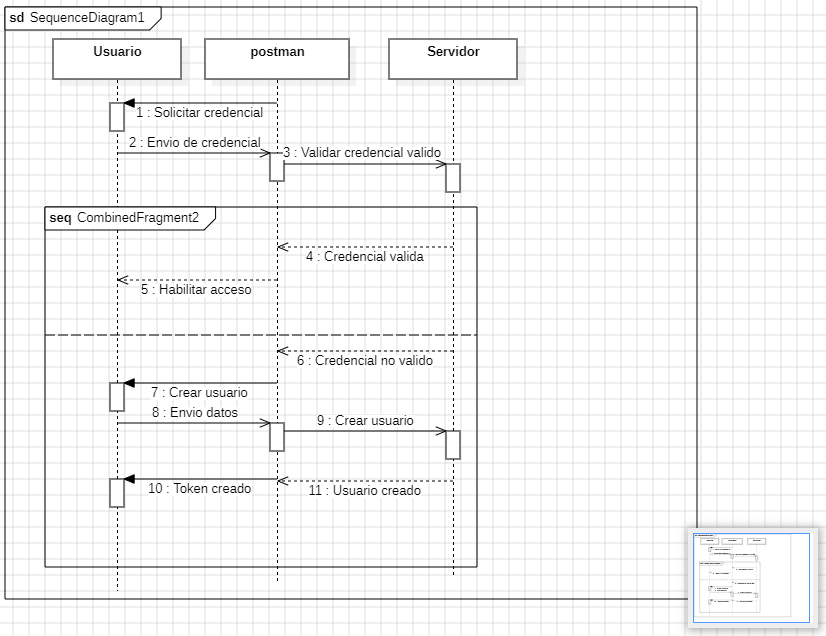 sd SequenceDiagram1
Usuario
postman
Servidor
1 : Solicitar credencial
2 : Envio de credencial
3 : Validar credencial valido
seq CombinedFragment2
4 : Credencial valida
5 : Habilitar acceso
6 : Credencial no valido
7 : Crear usuario
8 : Envio datos
9 : Crear usuario
10 : Token creado
11 : Usuario creado